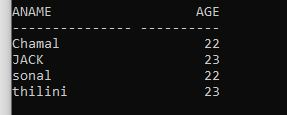 ANAME                  AGE
--------------- ----------
Chamal                  22
JACK                    23
sonal                   22
thilini                 23